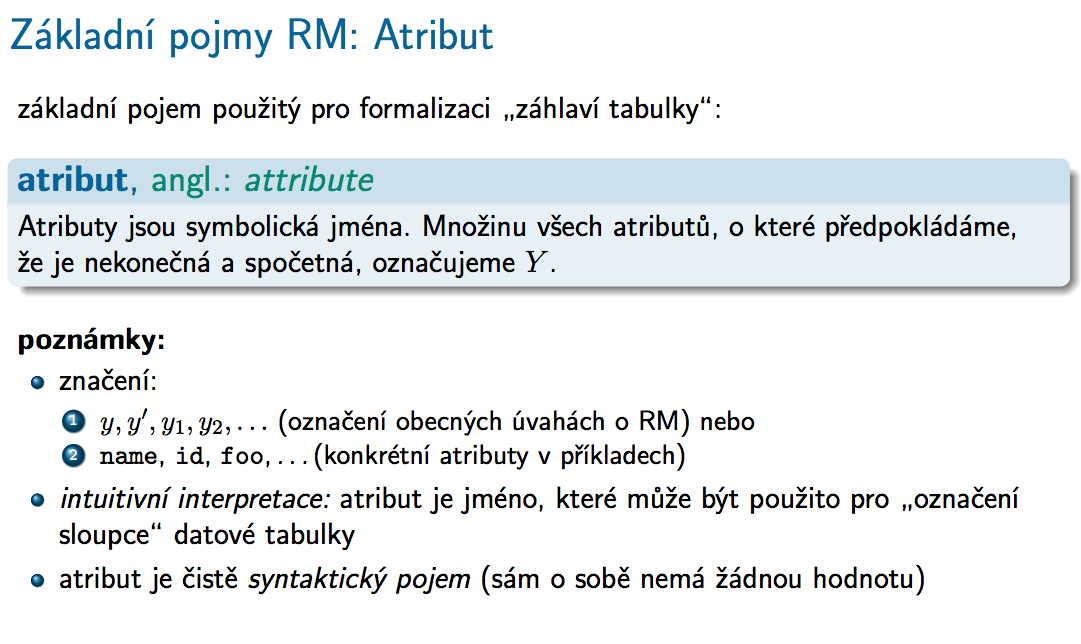 Základní pojmy RM: Atribut
základní pojem použitý pro formalizaci „záhlaví tabulky“:
atribut, angl.: attribute
Atributy jsou symbolická jména. Množinu všech atributů, o které předpokládáme,
že je nekonečná a spočetná, označujeme Y.
poznámky:
značení:
1 y, y′, y₁, y₂, ... (označení obecných úvahách o RM) nebo
2 name, id, foo, ... (konkrétní atributy v příkladech)
intuitivní interpretace: atribut je jméno, které může být použito pro „označení
sloupce“ datové tabulky
atribut je čistě syntaktický pojem (sám o sobě nemá žádnou hodnotu)